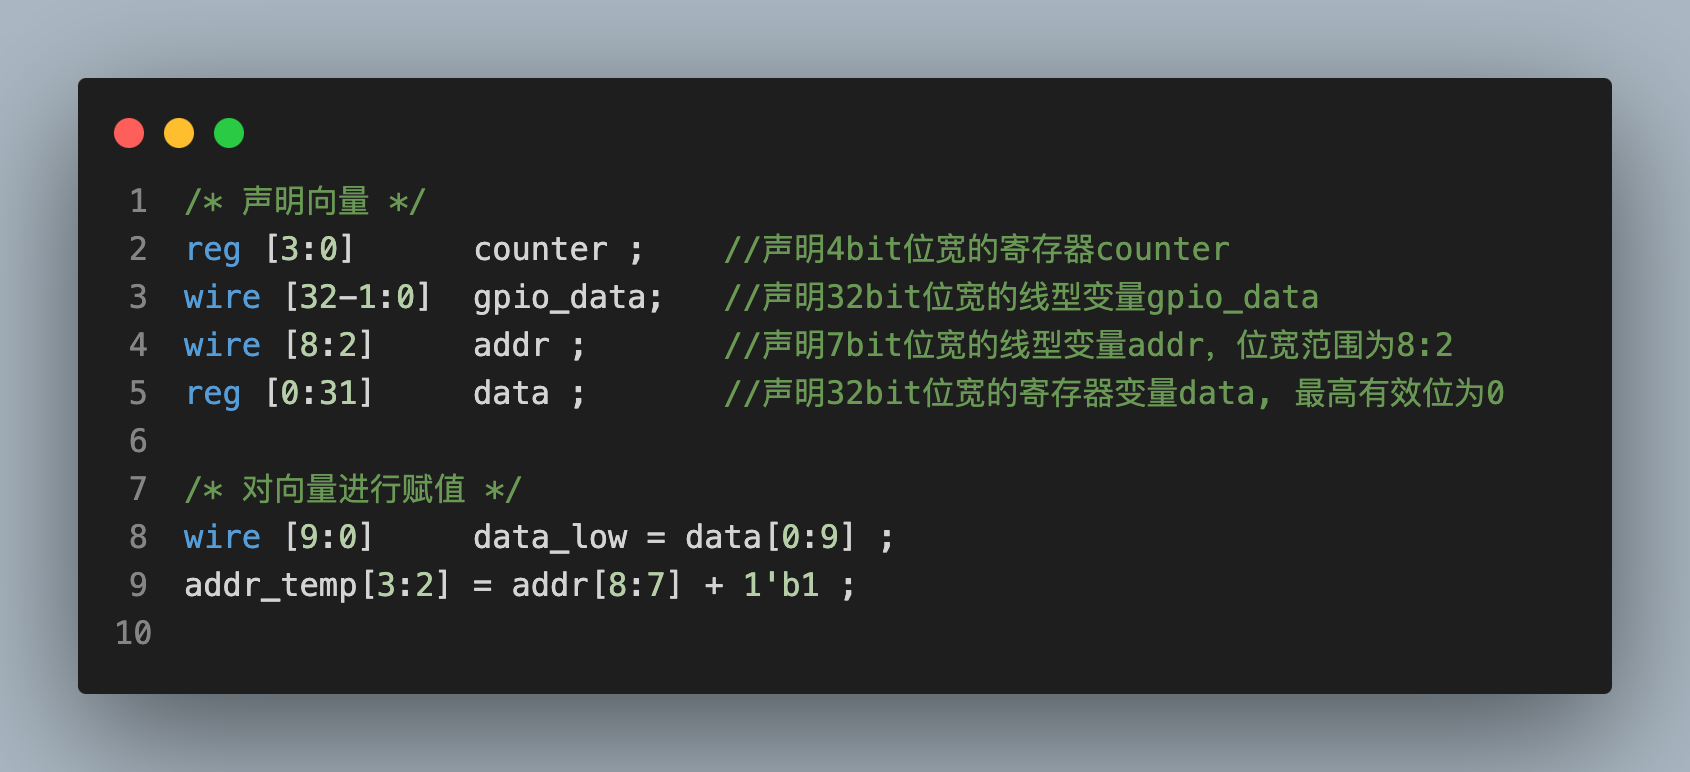 1 /* 声明向量 */
2 reg [3:0]      counter ;    //声明4bit位宽的寄存器counter
3 wire [32-1:0]  gpio_data;   //声明32bit位宽的线型变量gpio_data
4 wire [8:2]     addr ;       //声明7bit位宽的线型变量addr，位宽范围为8:2
5 reg [0:31]     data ;       //声明32bit位宽的寄存器变量data, 最高有效位为0
6
7 /* 对向量进行赋值 */
8 wire [9:0]     data_low = data[0:9] ;
9 addr_temp[3:2] = addr[8:7] + 1'b1 ;
10